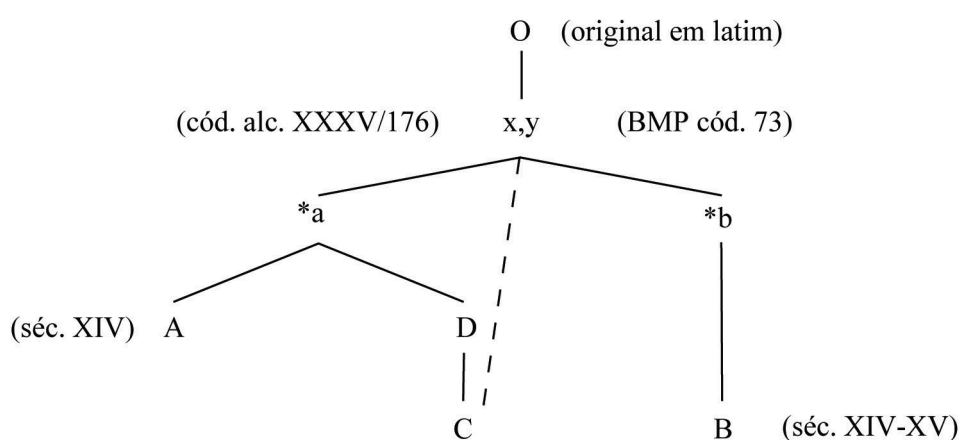 O (original em latim)
(cód. alc. XXXV/176) x,y (BMP cód. 73)
*a *b
(séc. XIV) A D
C B (séc. XIV-XV)